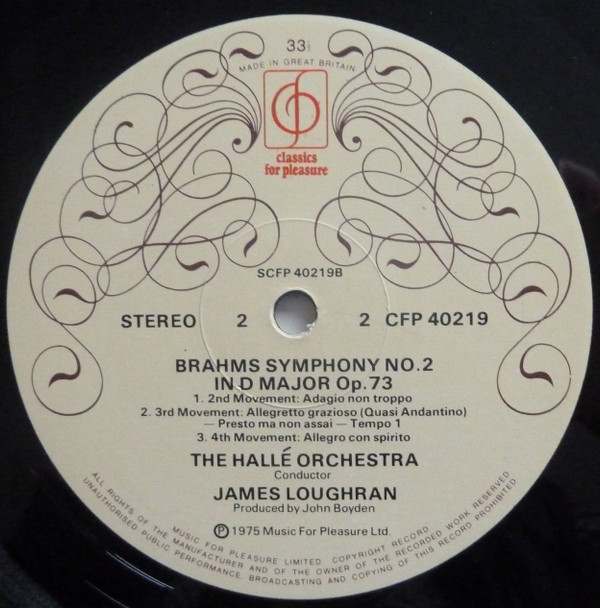 33⅓
MADE IN GREAT BRITAIN
classics
for pleasure
SCFP 40219B
STEREO 2 2 CFP 40219
BRAHMS SYMPHONY NO.2
IN D MAJOR Op.73
1. 2nd Movement: Adagio non troppo
2. 3rd Movement: Allegretto grazioso (Quasi Andantino)
— Presto ma non assai — Tempo 1
3. 4th Movement: Allegro con spirito
THE HALLÉ ORCHESTRA
Conductor
JAMES LOUGHRAN
Produced by John Boyden
Ⓟ 1975 Music For Pleasure Ltd.
MUSIC FOR PLEASURE LIMITED COPYRIGHT RECORD
ALL RIGHTS OF THE MANUFACTURER AND OF THE OWNER OF THE RECORDED WORK RESERVED
UNAUTHORISED PUBLIC PERFORMANCE, BROADCASTING AND COPYING OF THIS RECORD PROHIBITED